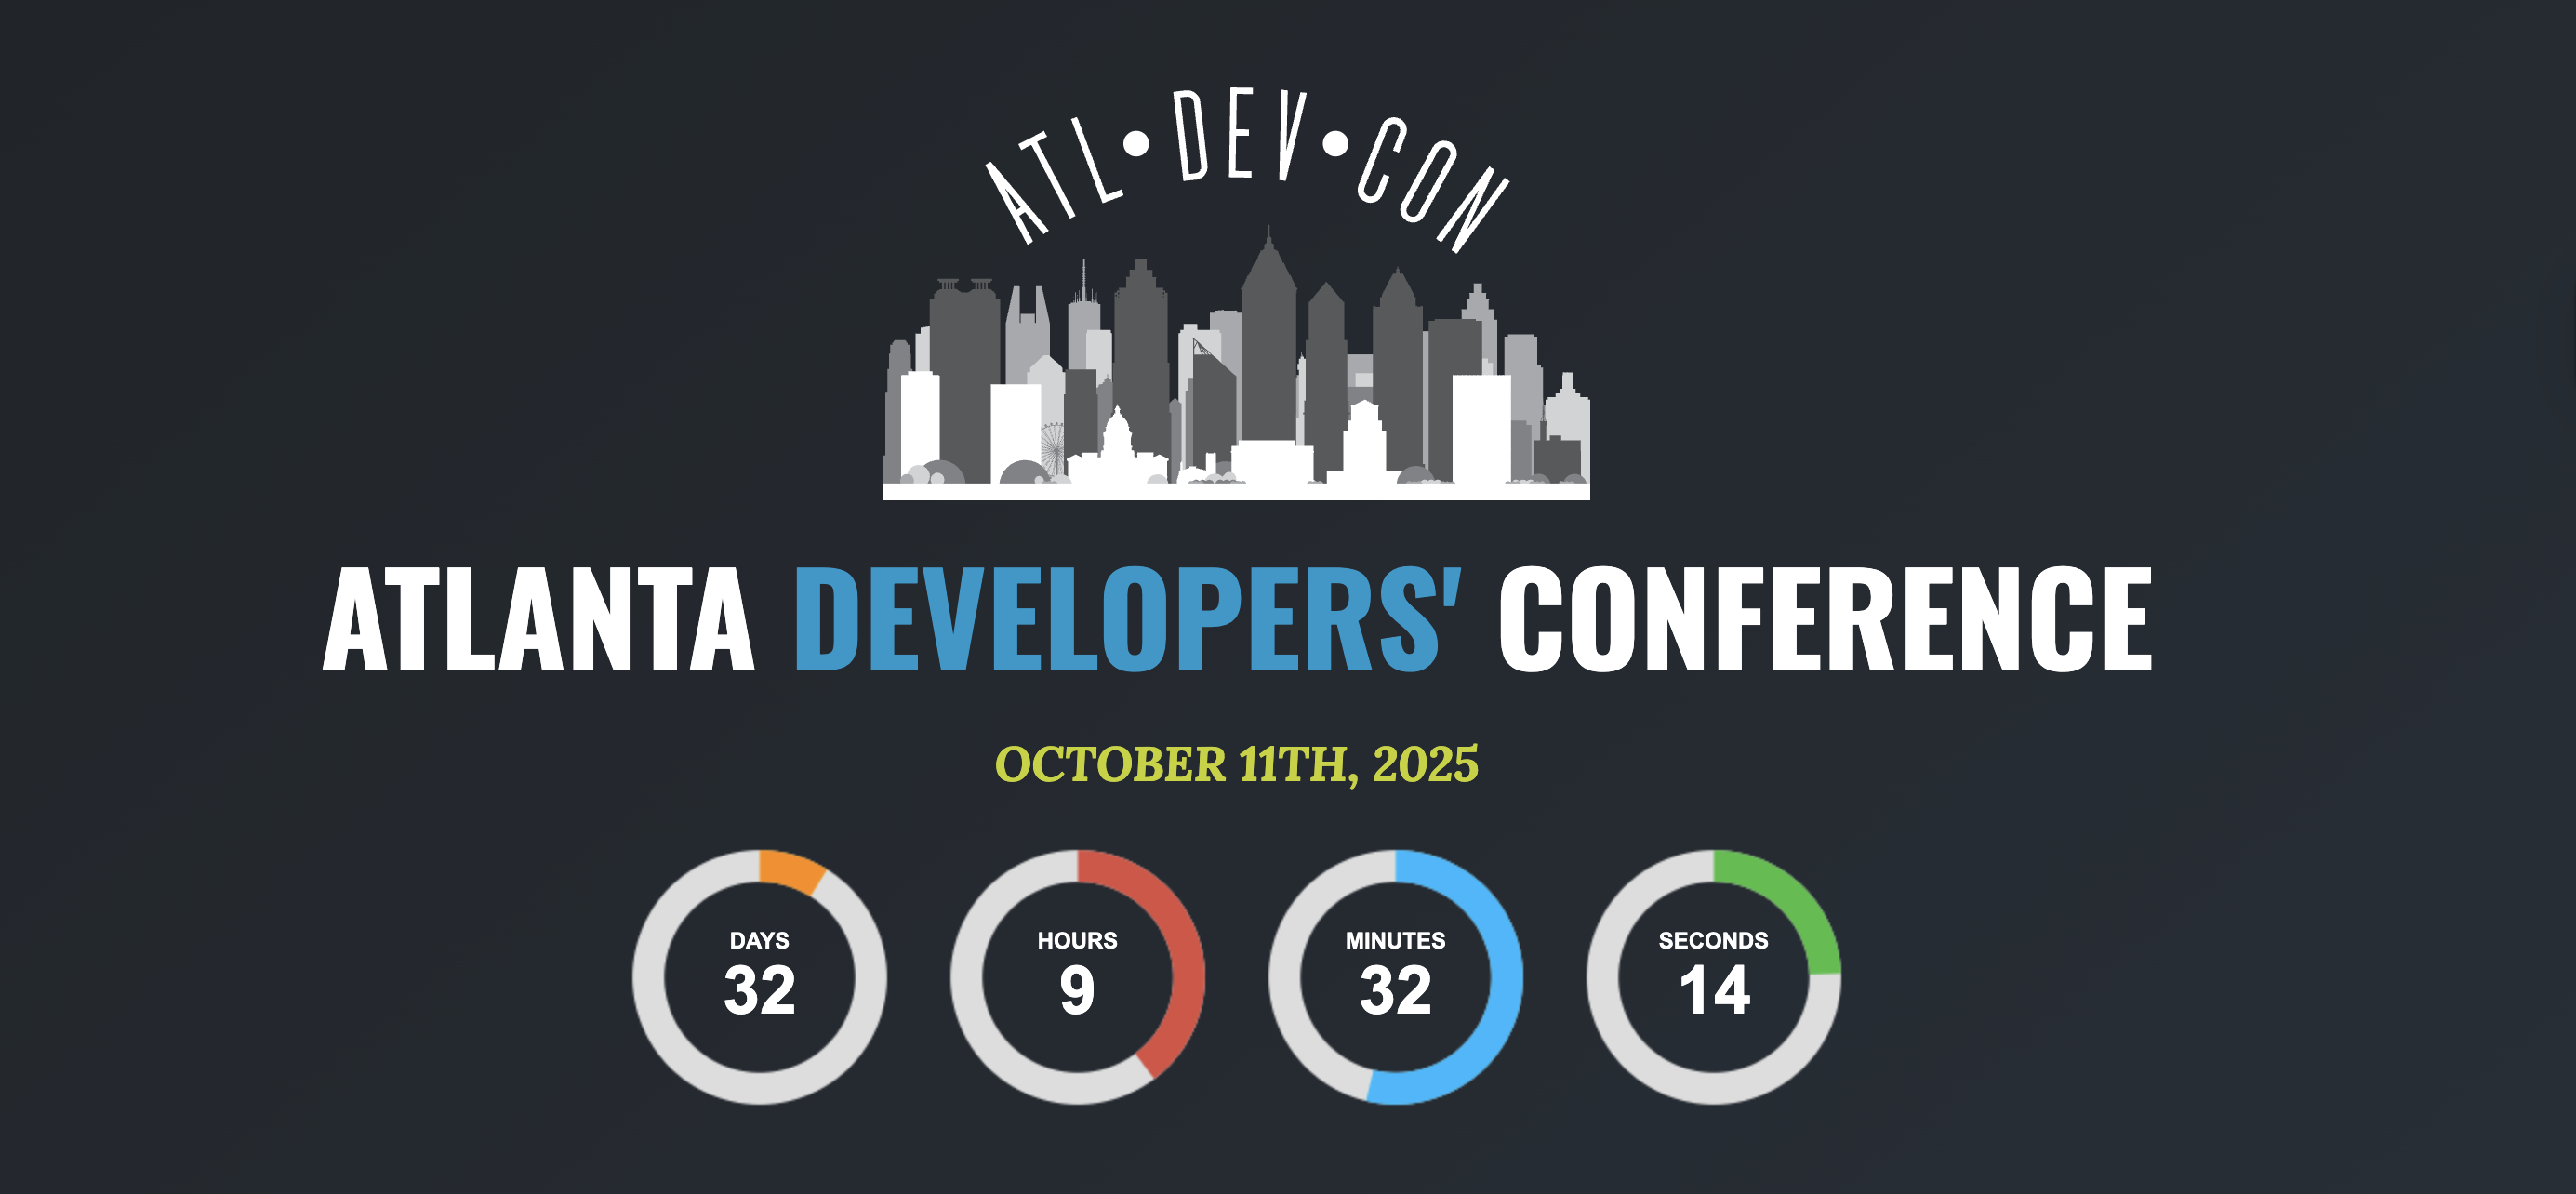 ATL•DEV•CON
ATLANTA DEVELOPERS' CONFERENCE
OCTOBER 11TH, 2025
DAYS
32
HOURS
9
MINUTES
32
SECONDS
14